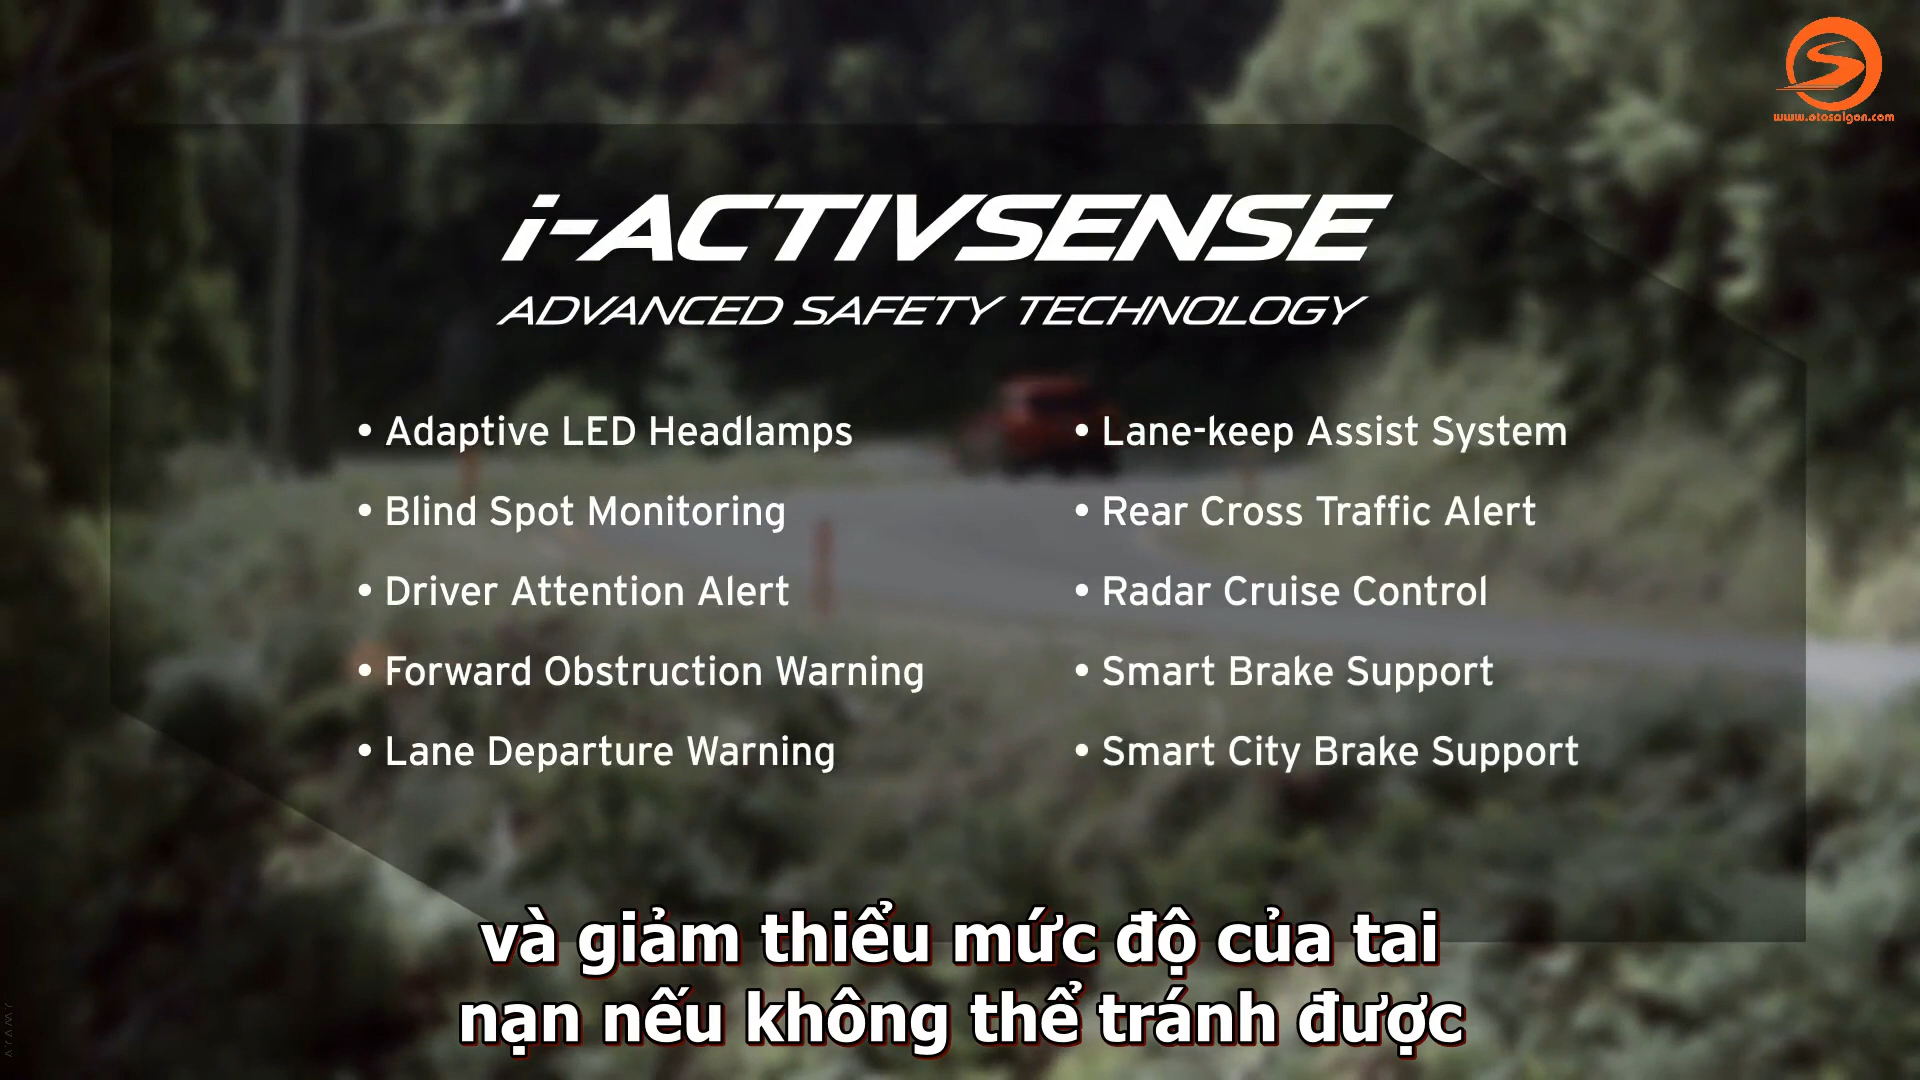 www.otosaigon.com
i-ACTIVSENSE
ADVANCED SAFETY TECHNOLOGY
• Adaptive LED Headlamps
• Blind Spot Monitoring
• Driver Attention Alert
• Forward Obstruction Warning
• Lane Departure Warning
• Lane-keep Assist System
• Rear Cross Traffic Alert
• Radar Cruise Control
• Smart Brake Support
• Smart City Brake Support
và giảm thiểu mức độ của tai
nạn nếu không thể tránh được